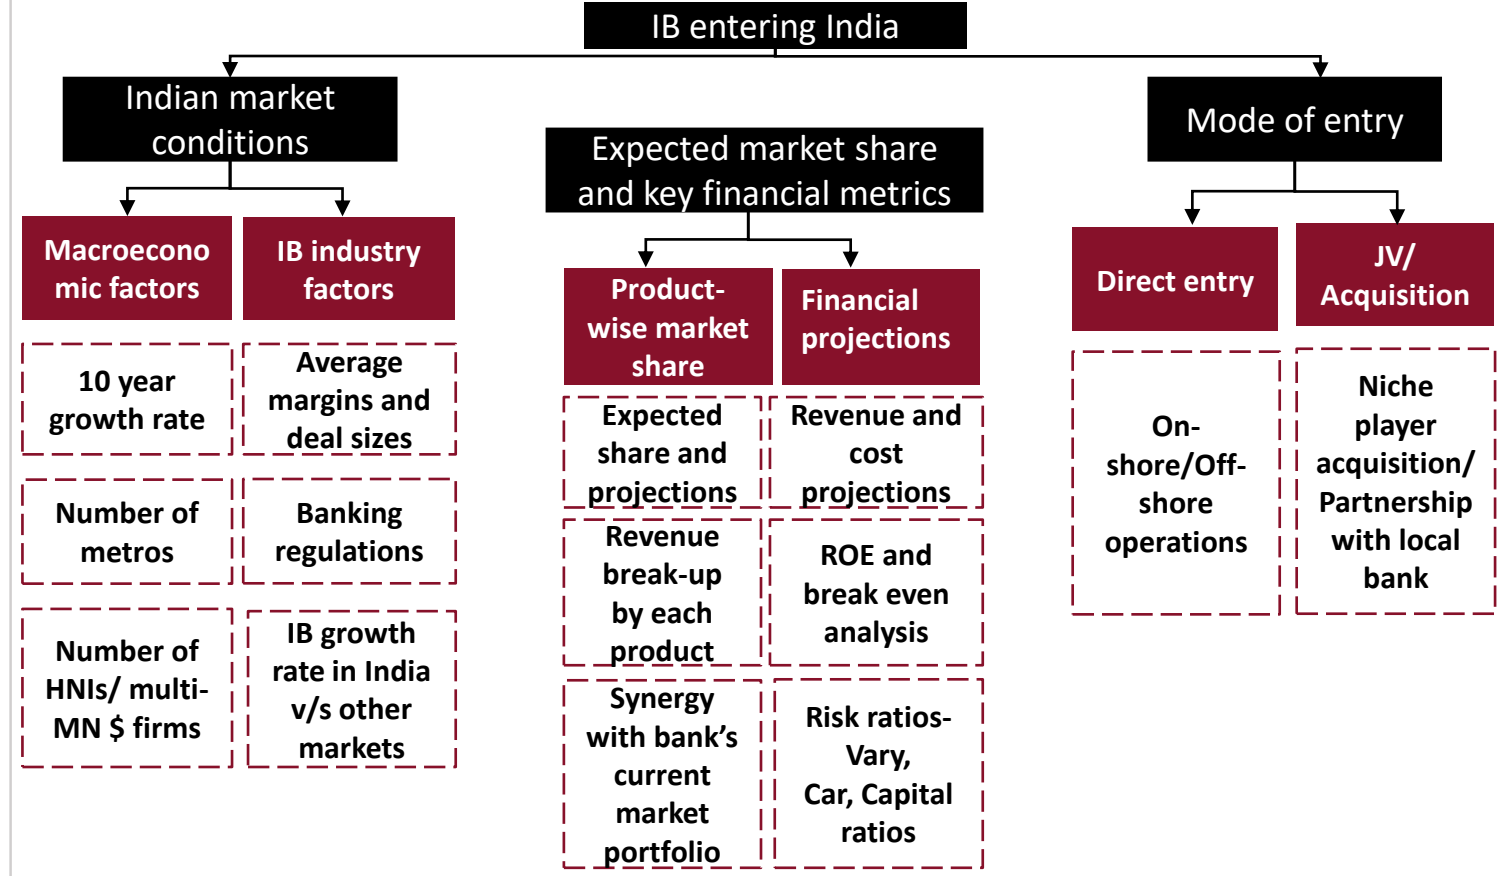 IB entering India
Indian market
conditions
Macroecono
mic factors
IB industry
factors
10 year
growth rate
Average
margins and
deal sizes
Number of
metros
Banking
regulations
Number of
HNIs/ multi-
MN $ firms
IB growth
rate in India
v/s other
markets
Expected market share
and key financial metrics
Product-
wise market
share
Financial
projections
Expected
share and
projections
Revenue and
cost
projections
Revenue
break-up
by each
product
ROE and
break even
analysis
Synergy
with bank’s
current
market
portfolio
Risk ratios-
Vary,
Car, Capital
ratios
Mode of entry
Direct entry
JV/
Acquisition
On-
shore/Off-
shore
operations
Niche
player
acquisition/
Partnership
with local
bank